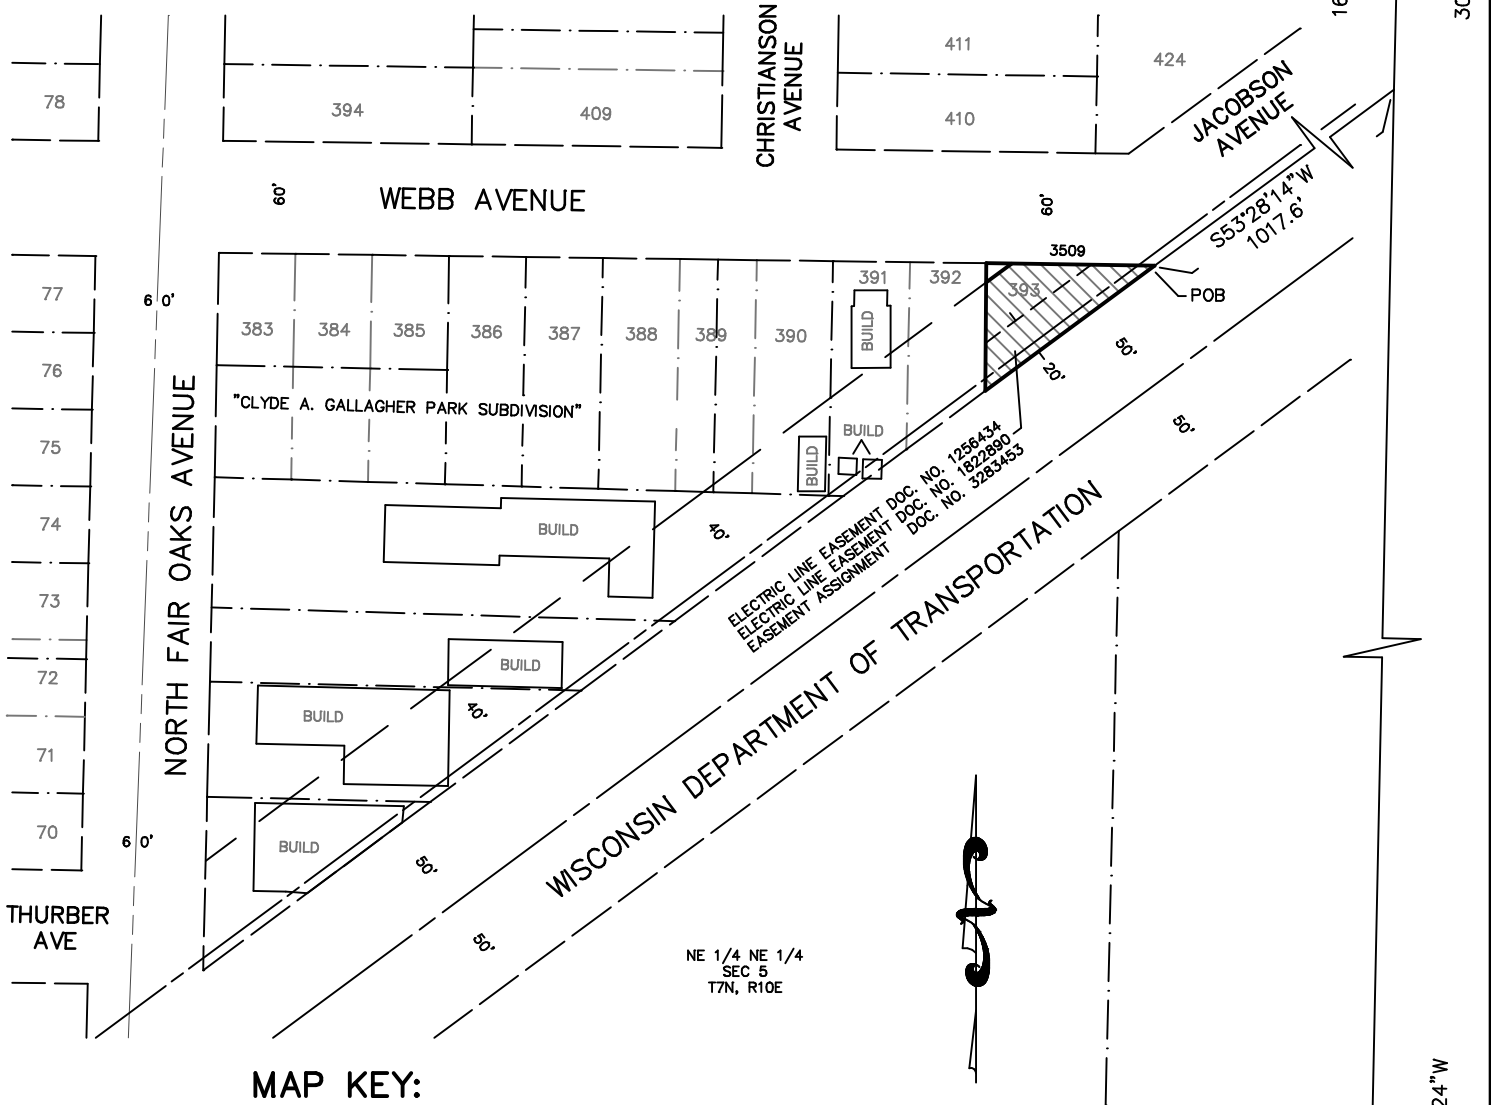 16
30
CHRISTIANSON
AVENUE
411
424
78
394
409
410
JACOBSON
AVENUE
60'
WEBB AVENUE
60'
S53°28'14"W
1017.6'
3509
391
392
393
77
60'
POB
383
384
385
386
387
388
389
390
BUILD
50'
20'
76
"CLYDE A. GALLAGHER PARK SUBDIVISION"
50'
75
BUILD
BUILD
ELECTRIC LINE EASEMENT DOC. NO. 1256434
ELECTRIC LINE EASEMENT DOC. NO. 1822890
EASEMENT ASSIGNMENT DOC. NO. 3283453
NORTH FAIR OAKS AVENUE
74
BUILD
40'
73
WISCONSIN DEPARTMENT OF TRANSPORTATION
72
BUILD
BUILD
40'
71
70
60'
BUILD
50'
THURBER
AVE
50'
NE 1/4 NE 1/4
SEC 5
T7N, R10E
MAP KEY:
24"W